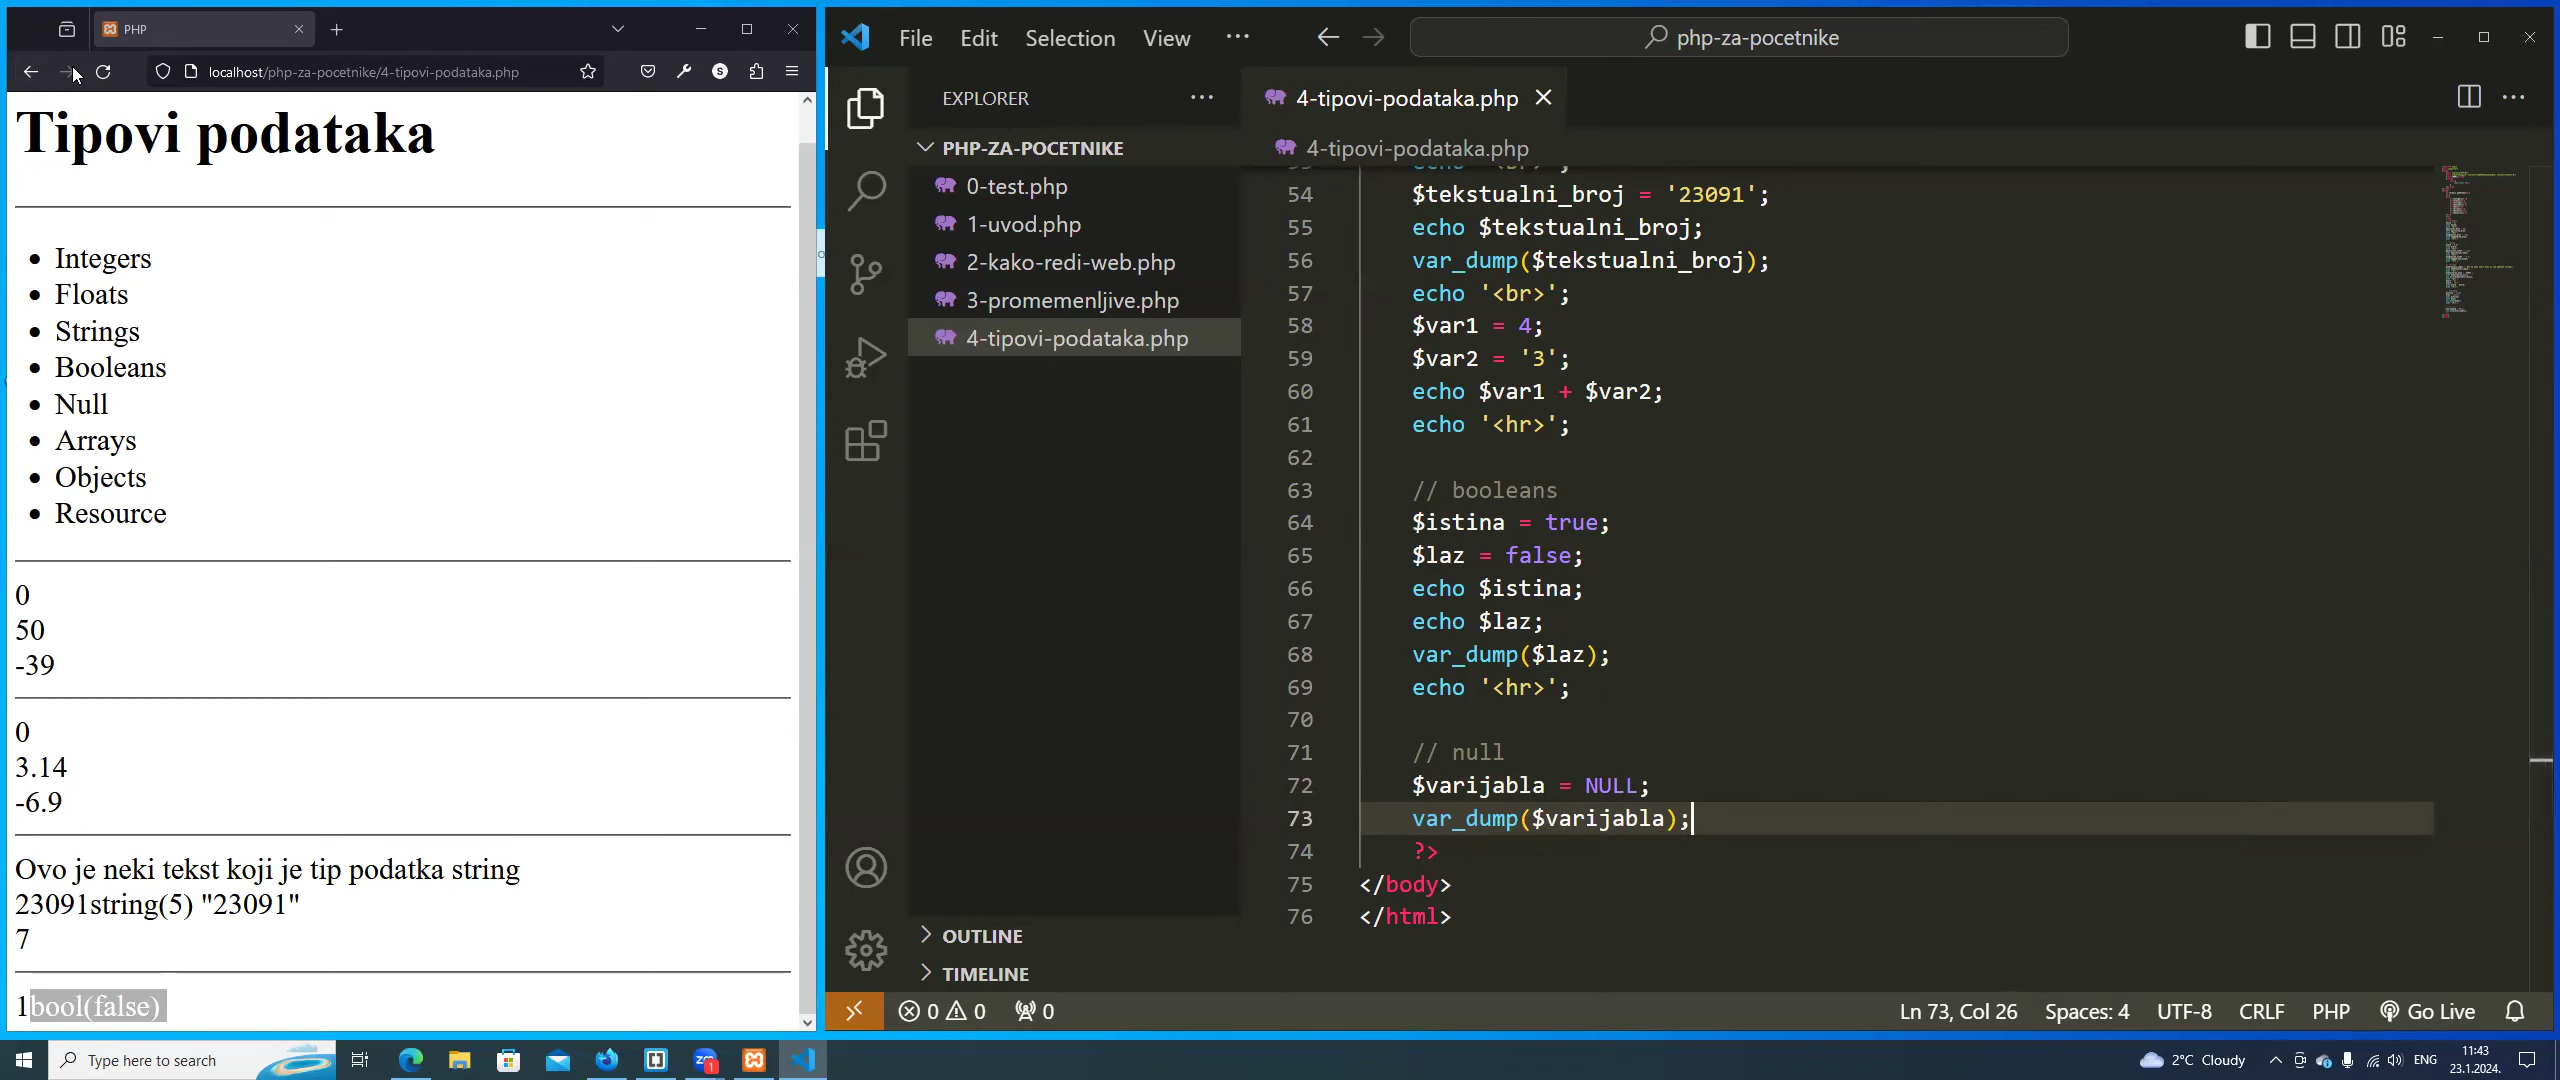 PHP
localhost/php-za-pocetnike/4-tipovi-podataka.php
S
Tipovi podataka
Integers
Floats
Strings
Booleans
Null
Arrays
Objects
Resource
0
50
-39
0
3.14
-6.9
Ovo je neki tekst koji je tip podatka string
23091string(5) "23091"
7
1bool(false)
File Edit Selection View ···
php-za-pocetnike
EXPLORER
PHP-ZA-POCETNIKE
0-test.php
1-uvod.php
2-kako-redi-web.php
3-promemenljive.php
4-tipovi-podataka.php
OUTLINE
TIMELINE
4-tipovi-podataka.php
4-tipovi-podataka.php
54 $tekstualni_broj = '23091';
55 echo $tekstualni_broj;
56 var_dump($tekstualni_broj);
57 echo '<br>';
58 $var1 = 4;
59 $var2 = '3';
60 echo $var1 + $var2;
61 echo '<hr>';
62
63 // booleans
64 $istina = true;
65 $laz = false;
66 echo $istina;
67 echo $laz;
68 var_dump($laz);
69 echo '<hr>';
70
71 // null
72 $varijabla = NULL;
73 var_dump($varijabla);
74 ?>
75 </body>
76 </html>
0 0 0
Ln 73, Col 26 Spaces: 4 UTF-8 CRLF PHP Go Live
Type here to search
zm
1
2°C Cloudy
ENG
11:43
23.1.2024.